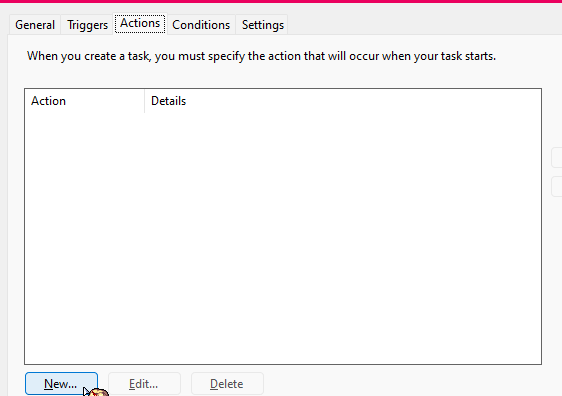 General Triggers Actions Conditions Settings
When you create a task, you must specify the action that will occur when your task starts.
Action Details
New... Edit... Delete